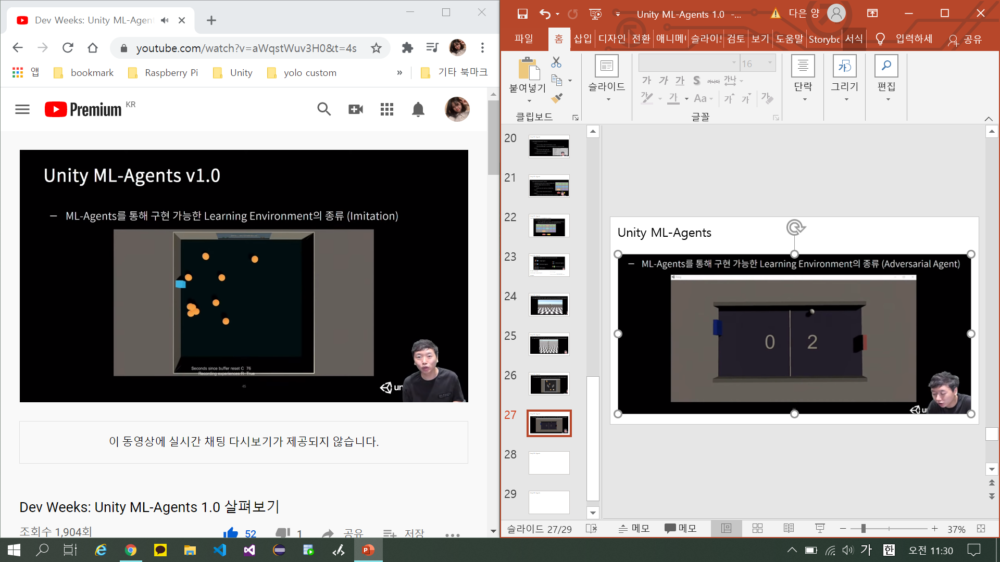 Dev Weeks: Unity ML-Agent
youtube.com/watch?v=aWqstWuv3H0&t=4s
앱
bookmark
Raspberry Pi
Unity
yolo custom
»
기타 북마크
Premium KR
Unity ML-Agents v1.0
– ML-Agents를 통해 구현 가능한 Learning Environment의 종류 (Imitation)
Seconds since buffer reset C 76
Recording experiences R True
45
이 동영상에 실시간 채팅 다시보기가 제공되지 않습니다.
Dev Weeks: Unity ML-Agents 1.0 살펴보기
조회수 1,904회
52
1
공유
저장
Unity ML-Agents 1.0 -...
다은 양
파일
홈
삽입
디자인
전환
애니메
슬라이
검토
보기
도움말
Storybo
서식
입력하세
공유
붙여넣기
클립보드
슬라이드
16
가 가 가 S 가나다 간나
가 가 Aa 가 가 가
글꼴
단락
그리기
편집
20
21
22
23
24
25
26
27
28
29
Unity ML-Agents
– ML-Agents를 통해 구현 가능한 Learning Environment의 종류 (Adversarial Agent)
0 2
슬라이드 27/29
메모
메모
37%
가
한
오전 11:30